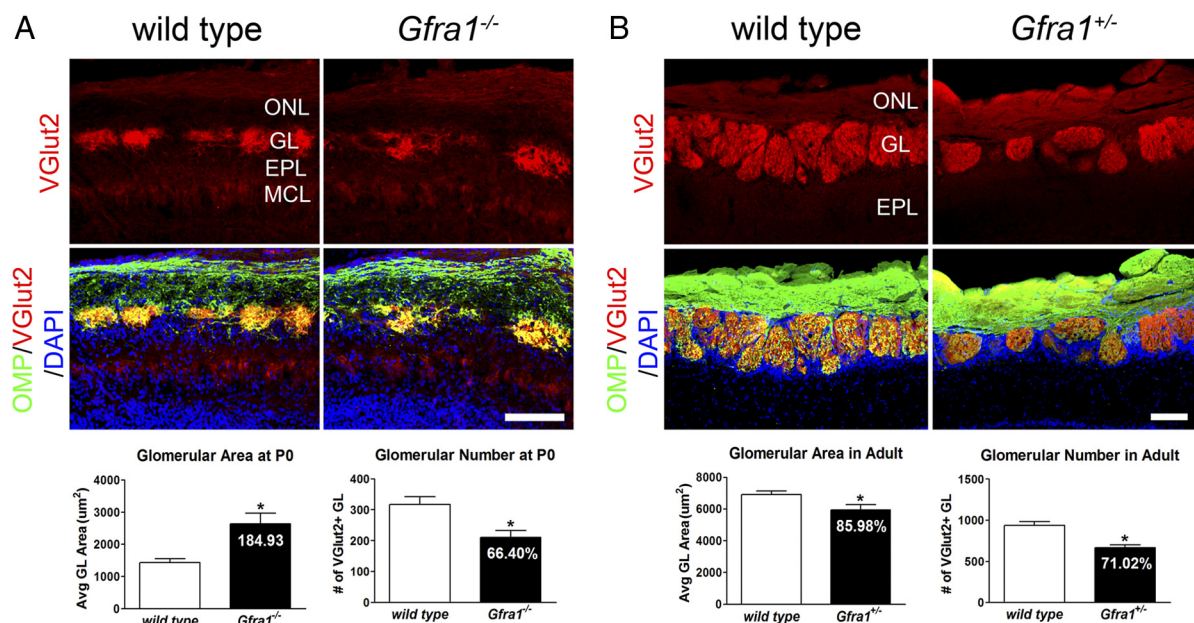 A
wild type
Gfra1-/-
B
wild type
Gfra1+/-
VGlut2
ONL
GL
EPL
MCL
ONL
GL
EPL
OMP/VGlut2
/DAPI
OMP/VGlut2
/DAPI
Glomerular Area at P0
Avg GL Area (um2)
4000
3000
2000
1000
0
*
184.93
wild type
Gfra1-/-
Glomerular Number at P0
# of VGlut2+ GL
400
300
200
100
0
*
66.40%
wild type
Gfra1-/-
VGlut2
Glomerular Area in Adult
Avg GL Area (um2)
8000
6000
4000
2000
0
*
85.98%
wild type
Gfra1+/-
Glomerular Number in Adult
# of VGlut2+ GL
1500
1000
500
0
*
71.02%
wild type
Gfra1+/-